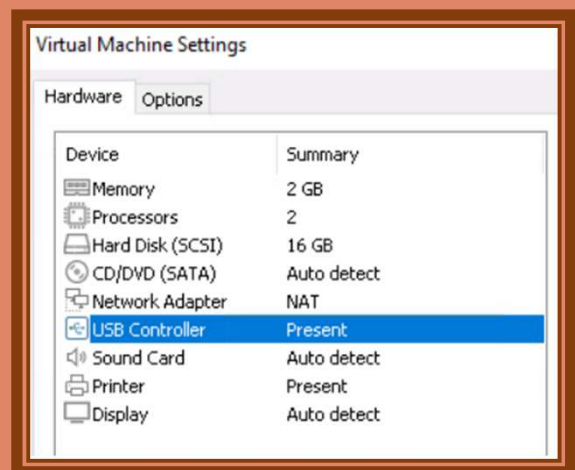 Virtual Machine Settings
Hardware Options
Device Summary
Memory 2 GB
Processors 2
Hard Disk (SCSI) 16 GB
CD/DVD (SATA) Auto detect
Network Adapter NAT
USB Controller Present
Sound Card Auto detect
Printer Present
Display Auto detect